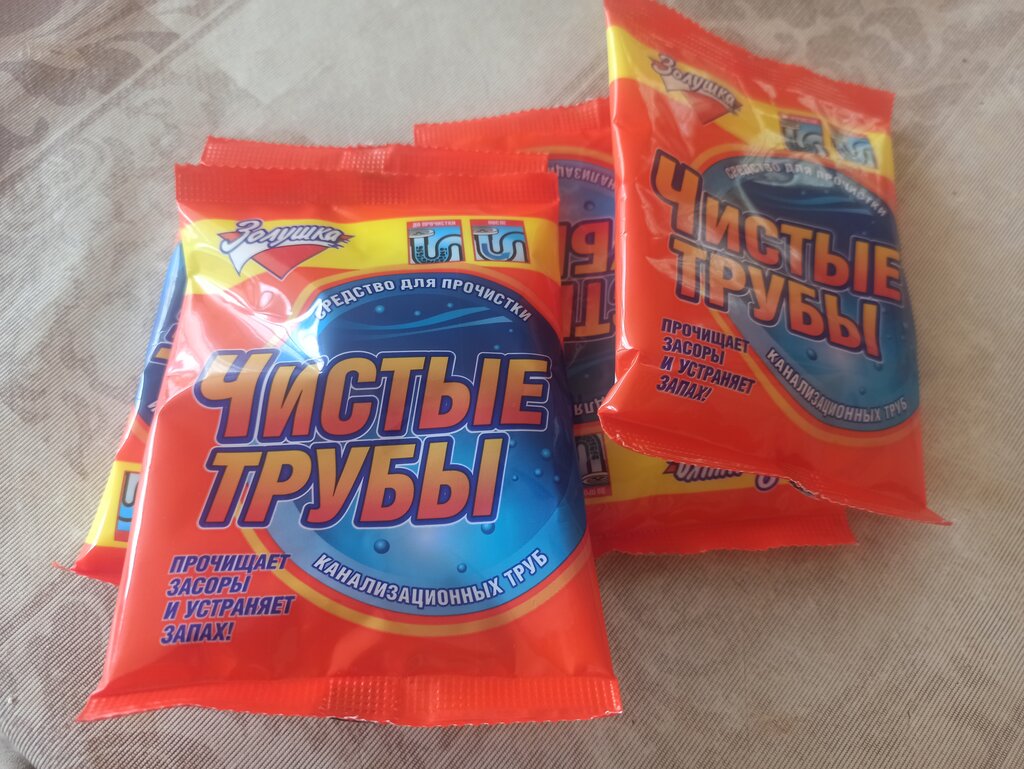 Золушка
ДО ПРОЧИСТКИ
ПОСЛЕ
СРЕДСТВО ДЛЯ ПРОЧИСТКИ
ЧИСТЫЕ
ТРУБЫ
КАНАЛИЗАЦИОННЫХ ТРУБ
ПРОЧИЩАЕТ
ЗАСОРЫ
И УСТРАНЯЕТ
ЗАПАХ!
Золушка
СРЕДСТВО ДЛЯ ПРОЧИСТКИ
ЧИСТЫЕ
ТРУБЫ
КАНАЛИЗАЦИОННЫХ ТРУБ
ПРОЧИЩАЕТ
ЗАСОРЫ
И УСТРАНЯЕТ
ЗАПАХ!